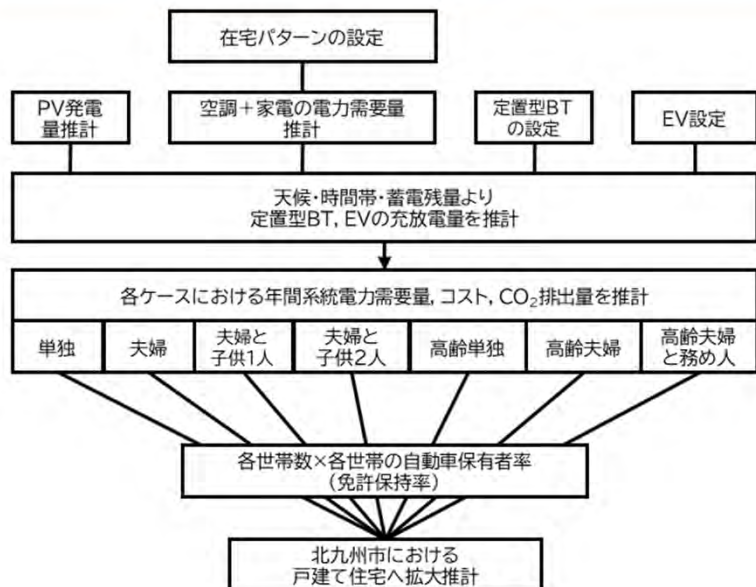 在宅パターンの設定
PV発電
量推計
空調+家電の電力需要量
推計
定置型BT
の設定
EV設定
天候・時間帯・蓄電残量より
定置型BT, EVの充放電量を推計
各ケースにおける年間系統電力需要量, コスト, CO₂排出量を推計
単独
夫婦
夫婦と
子供1人
夫婦と
子供2人
高齢単独
高齢夫婦
高齢夫婦
と務め人
各世帯数×各世帯の自動車保有者率
(免許保持率)
北九州市における
戸建て住宅へ拡大推計